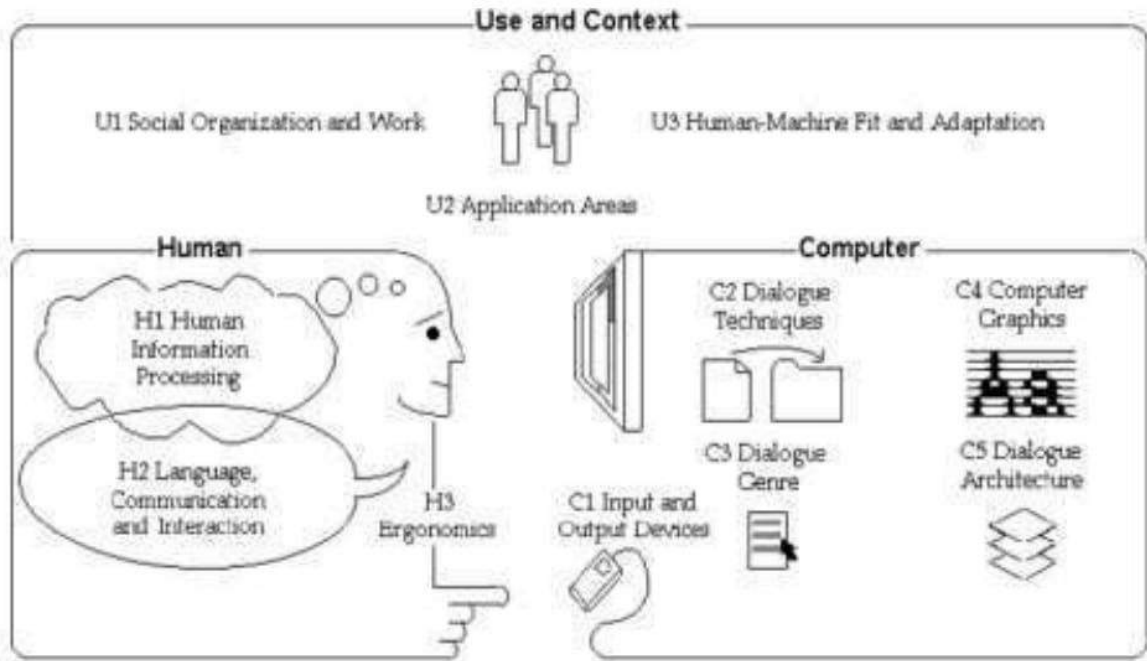 Use and Context
U1 Social Organization and Work
U3 Human-Machine Fit and Adaptation
U2 Application Areas
Human
H1 Human
Information
Processing
H2 Language,
Communication
and Interaction
H3
Ergonomics
Computer
C2 Dialogue
Techniques
C4 Computer
Graphics
C3 Dialogue
Genre
C5 Dialogue
Architecture
C1 Input and
Output Devices